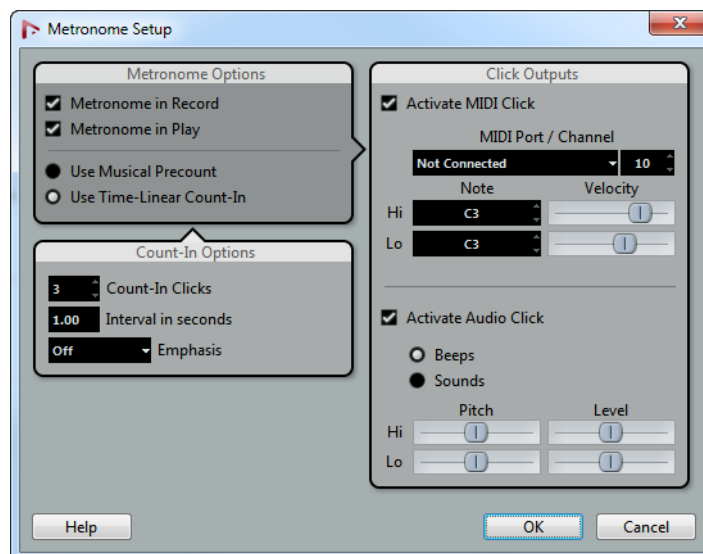 Metronome Setup
Metronome Options
Metronome in Record
Metronome in Play
Use Musical Precount
Use Time-Linear Count-In
Count-In Options
3 Count-In Clicks
1.00 Interval in seconds
Off Emphasis
Click Outputs
Activate MIDI Click
MIDI Port / Channel
Not Connected 10
Note Velocity
Hi C3
Lo C3
Activate Audio Click
Beeps
Sounds
Pitch Level
Hi
Lo
Help OK Cancel